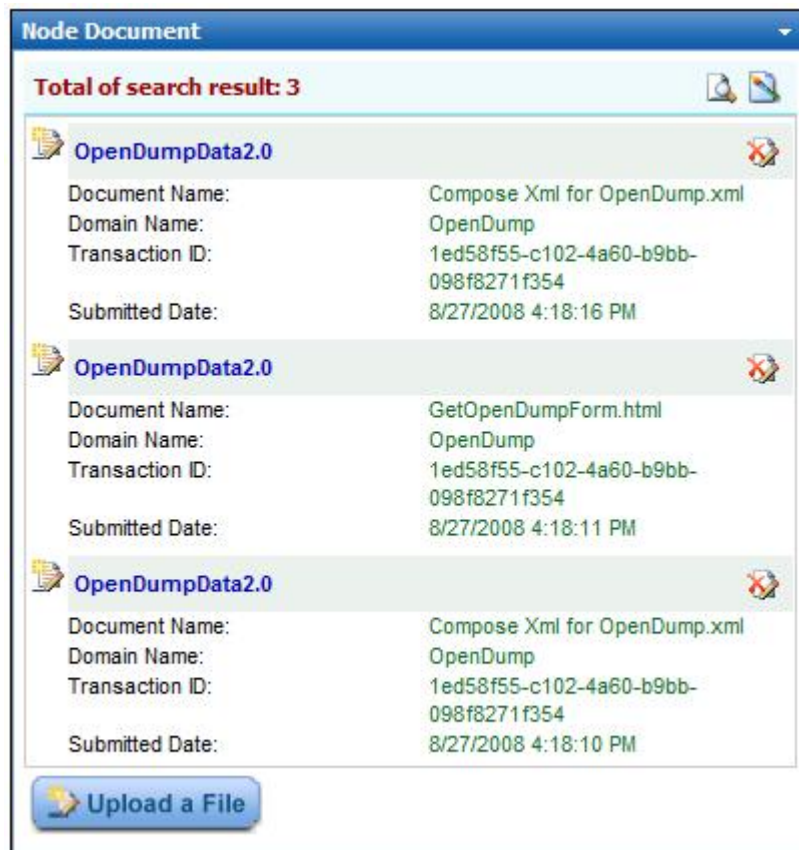 Node Document
Total of search result: 3
OpenDumpData2.0
Document Name: Compose Xml for OpenDump.xml
Domain Name: OpenDump
Transaction ID: 1ed58f55-c102-4a60-b9bb-
098f8271f354
Submitted Date: 8/27/2008 4:18:16 PM
OpenDumpData2.0
Document Name: GetOpenDumpForm.html
Domain Name: OpenDump
Transaction ID: 1ed58f55-c102-4a60-b9bb-
098f8271f354
Submitted Date: 8/27/2008 4:18:11 PM
OpenDumpData2.0
Document Name: Compose Xml for OpenDump.xml
Domain Name: OpenDump
Transaction ID: 1ed58f55-c102-4a60-b9bb-
098f8271f354
Submitted Date: 8/27/2008 4:18:10 PM
Upload a File